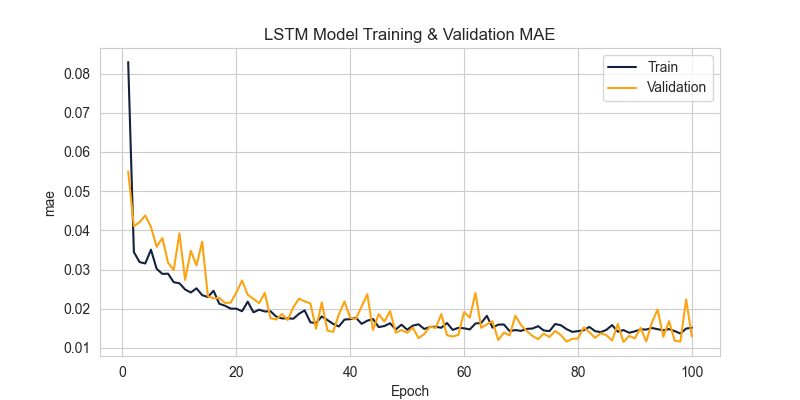 LSTM Model Training & Validation MAE
Train
Validation
0.08
0.07
0.06
0.05
0.04
0.03
0.02
0.01
mae
0 20 40 60 80 100
Epoch